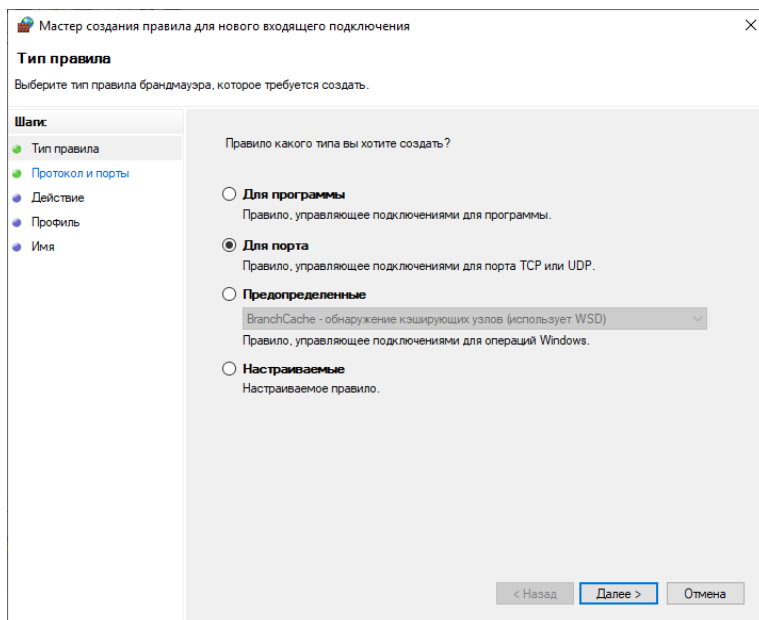 Мастер создания правила для нового входящего подключения
Тип правила
Выберите тип правила брандмауэра, которое требуется создать.
Шаги:
Тип правила
Протокол и порты
Действие
Профиль
Имя
Правило какого типа вы хотите создать?
Для программы
Правило, управляющее подключениями для программы.
Для порта
Правило, управляющее подключениями для порта TCP или UDP.
Предопределенные
BranchCache - обнаружение кэширующих узлов (использует WSD)
Правило, управляющее подключениями для операций Windows.
Настраиваемые
Настраиваемое правило.
< Назад
Далее >
Отмена